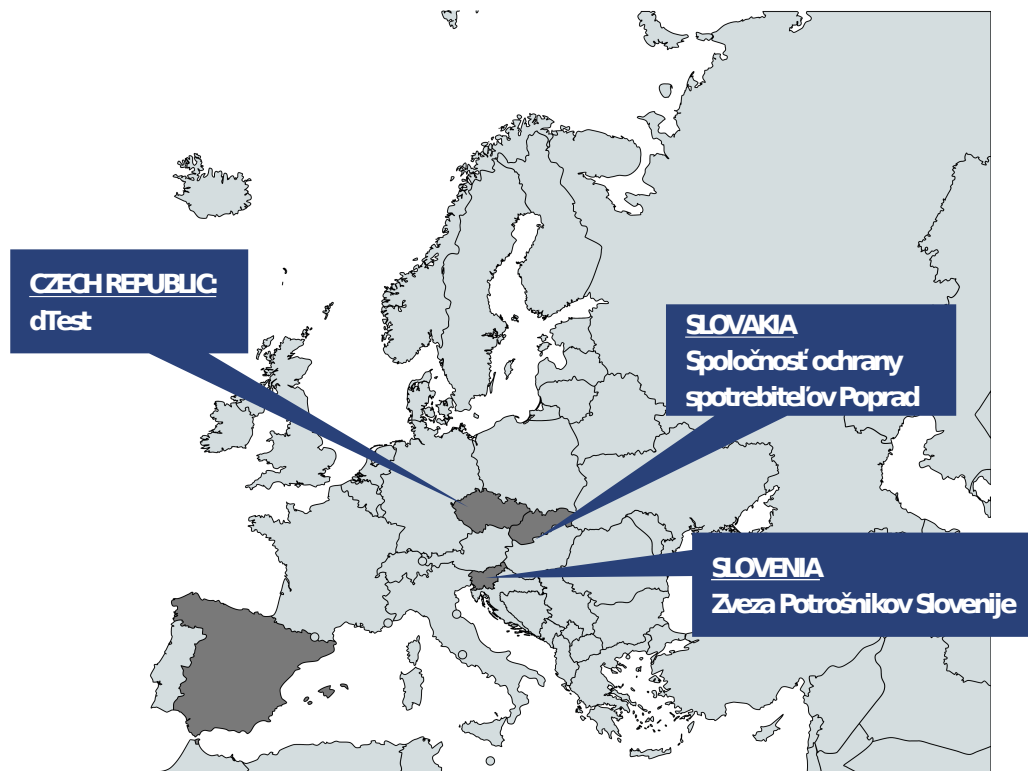 CZECH REPUBLIC:
dTest
SLOVAKIA
Spoločnosť ochrany
spotrebiteľov Poprad
SLOVENIA
Zveza Potrošnikov Slovenije